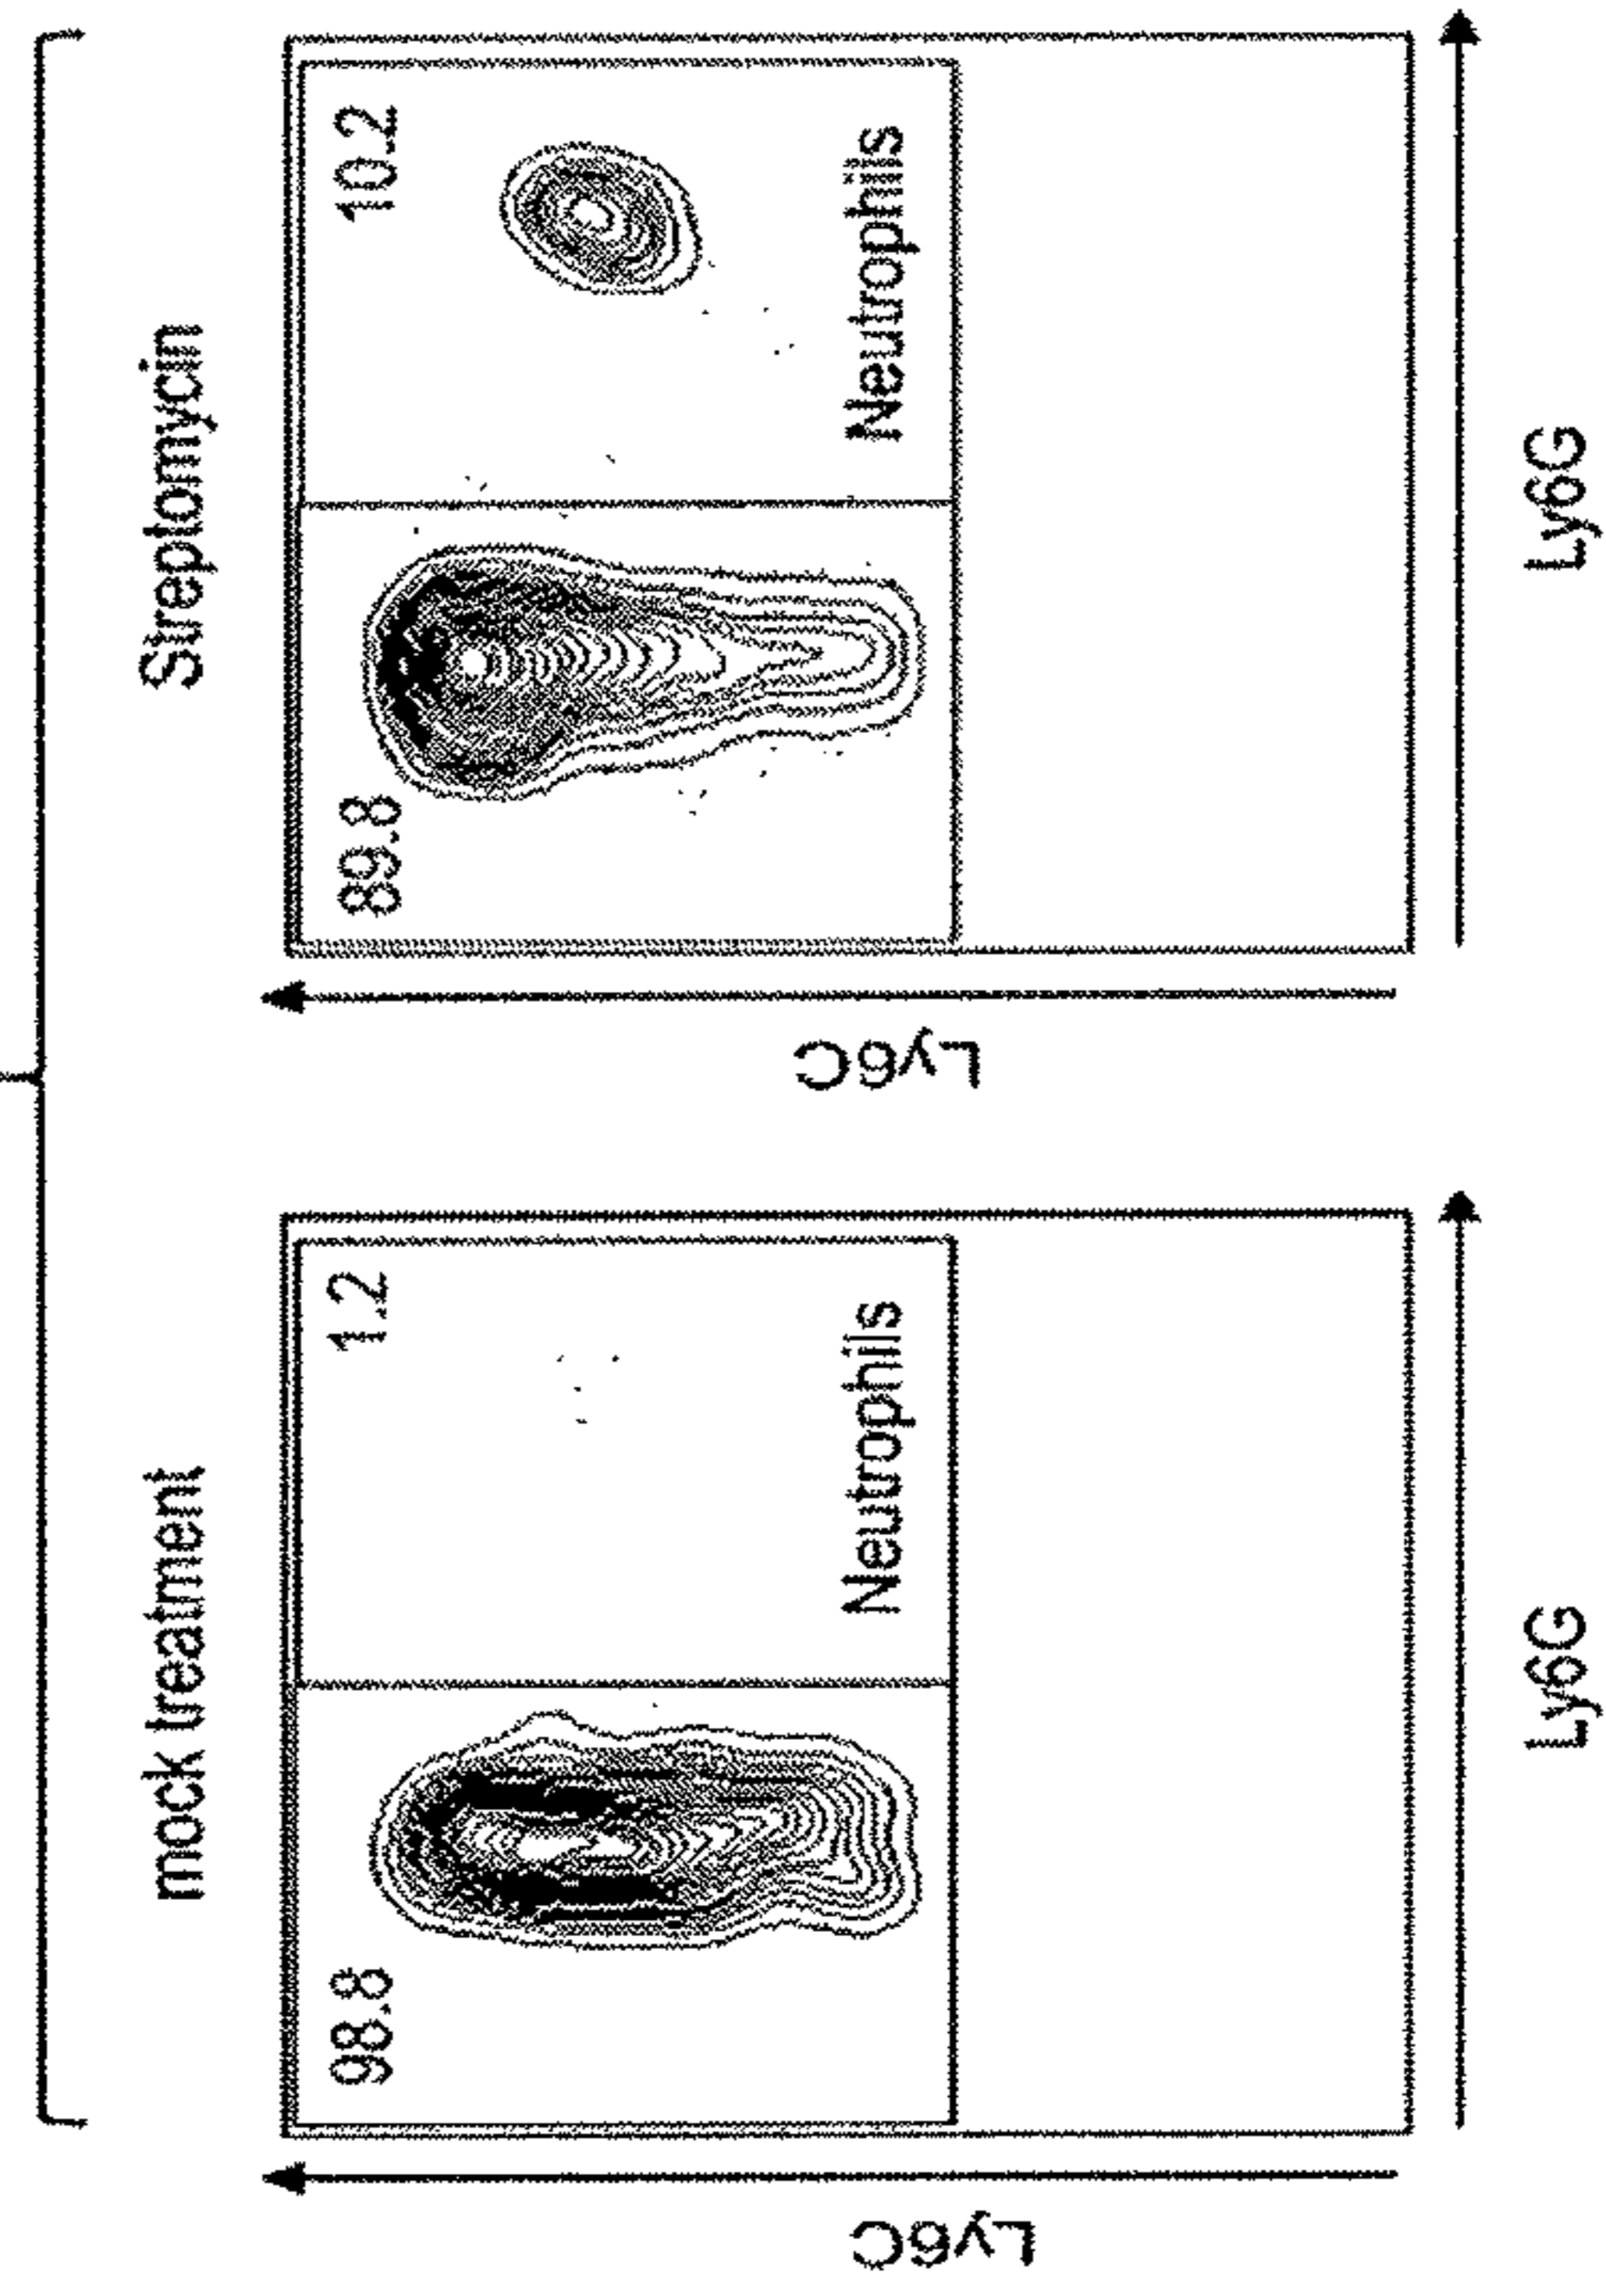 mock treatment
98.8
1.2
Neutrophils
Ly6C
Ly6G
Streptomycin
89.8
10.2
Neutrophils
Ly6C
Ly6G